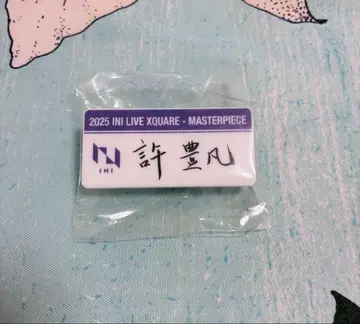 2025 INI LIVE XQUARE - MASTERPIECE
INI
許 豊凡